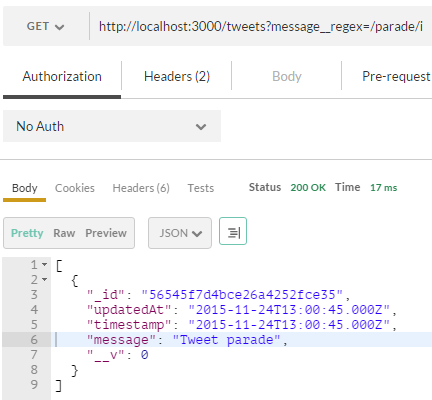 GET http://localhost:3000/tweets?message__regex=/parade/i
Authorization Headers (2) Body Pre-request
No Auth
Body Cookies Headers (6) Tests Status 200 OK Time 17 ms
Pretty Raw Preview JSON
1 [
2 {
3 "_id": "56545f7d4bce26a4252fce35",
4 "updatedAt": "2015-11-24T13:00:45.000Z",
5 "timestamp": "2015-11-24T13:00:45.000Z",
6 "message": "Tweet parade",
7 "__v": 0
8 }
9 ]